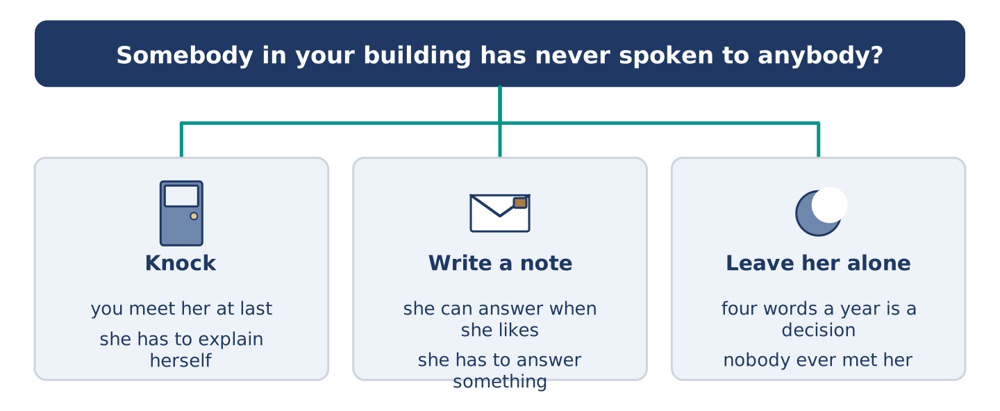 Somebody in your building has never spoken to anybody?
Knock
you meet her at last
she has to explain
herself
Write a note
she can answer when
she likes
she has to answer
something
Leave her alone
four words a year is a
decision
nobody ever met her